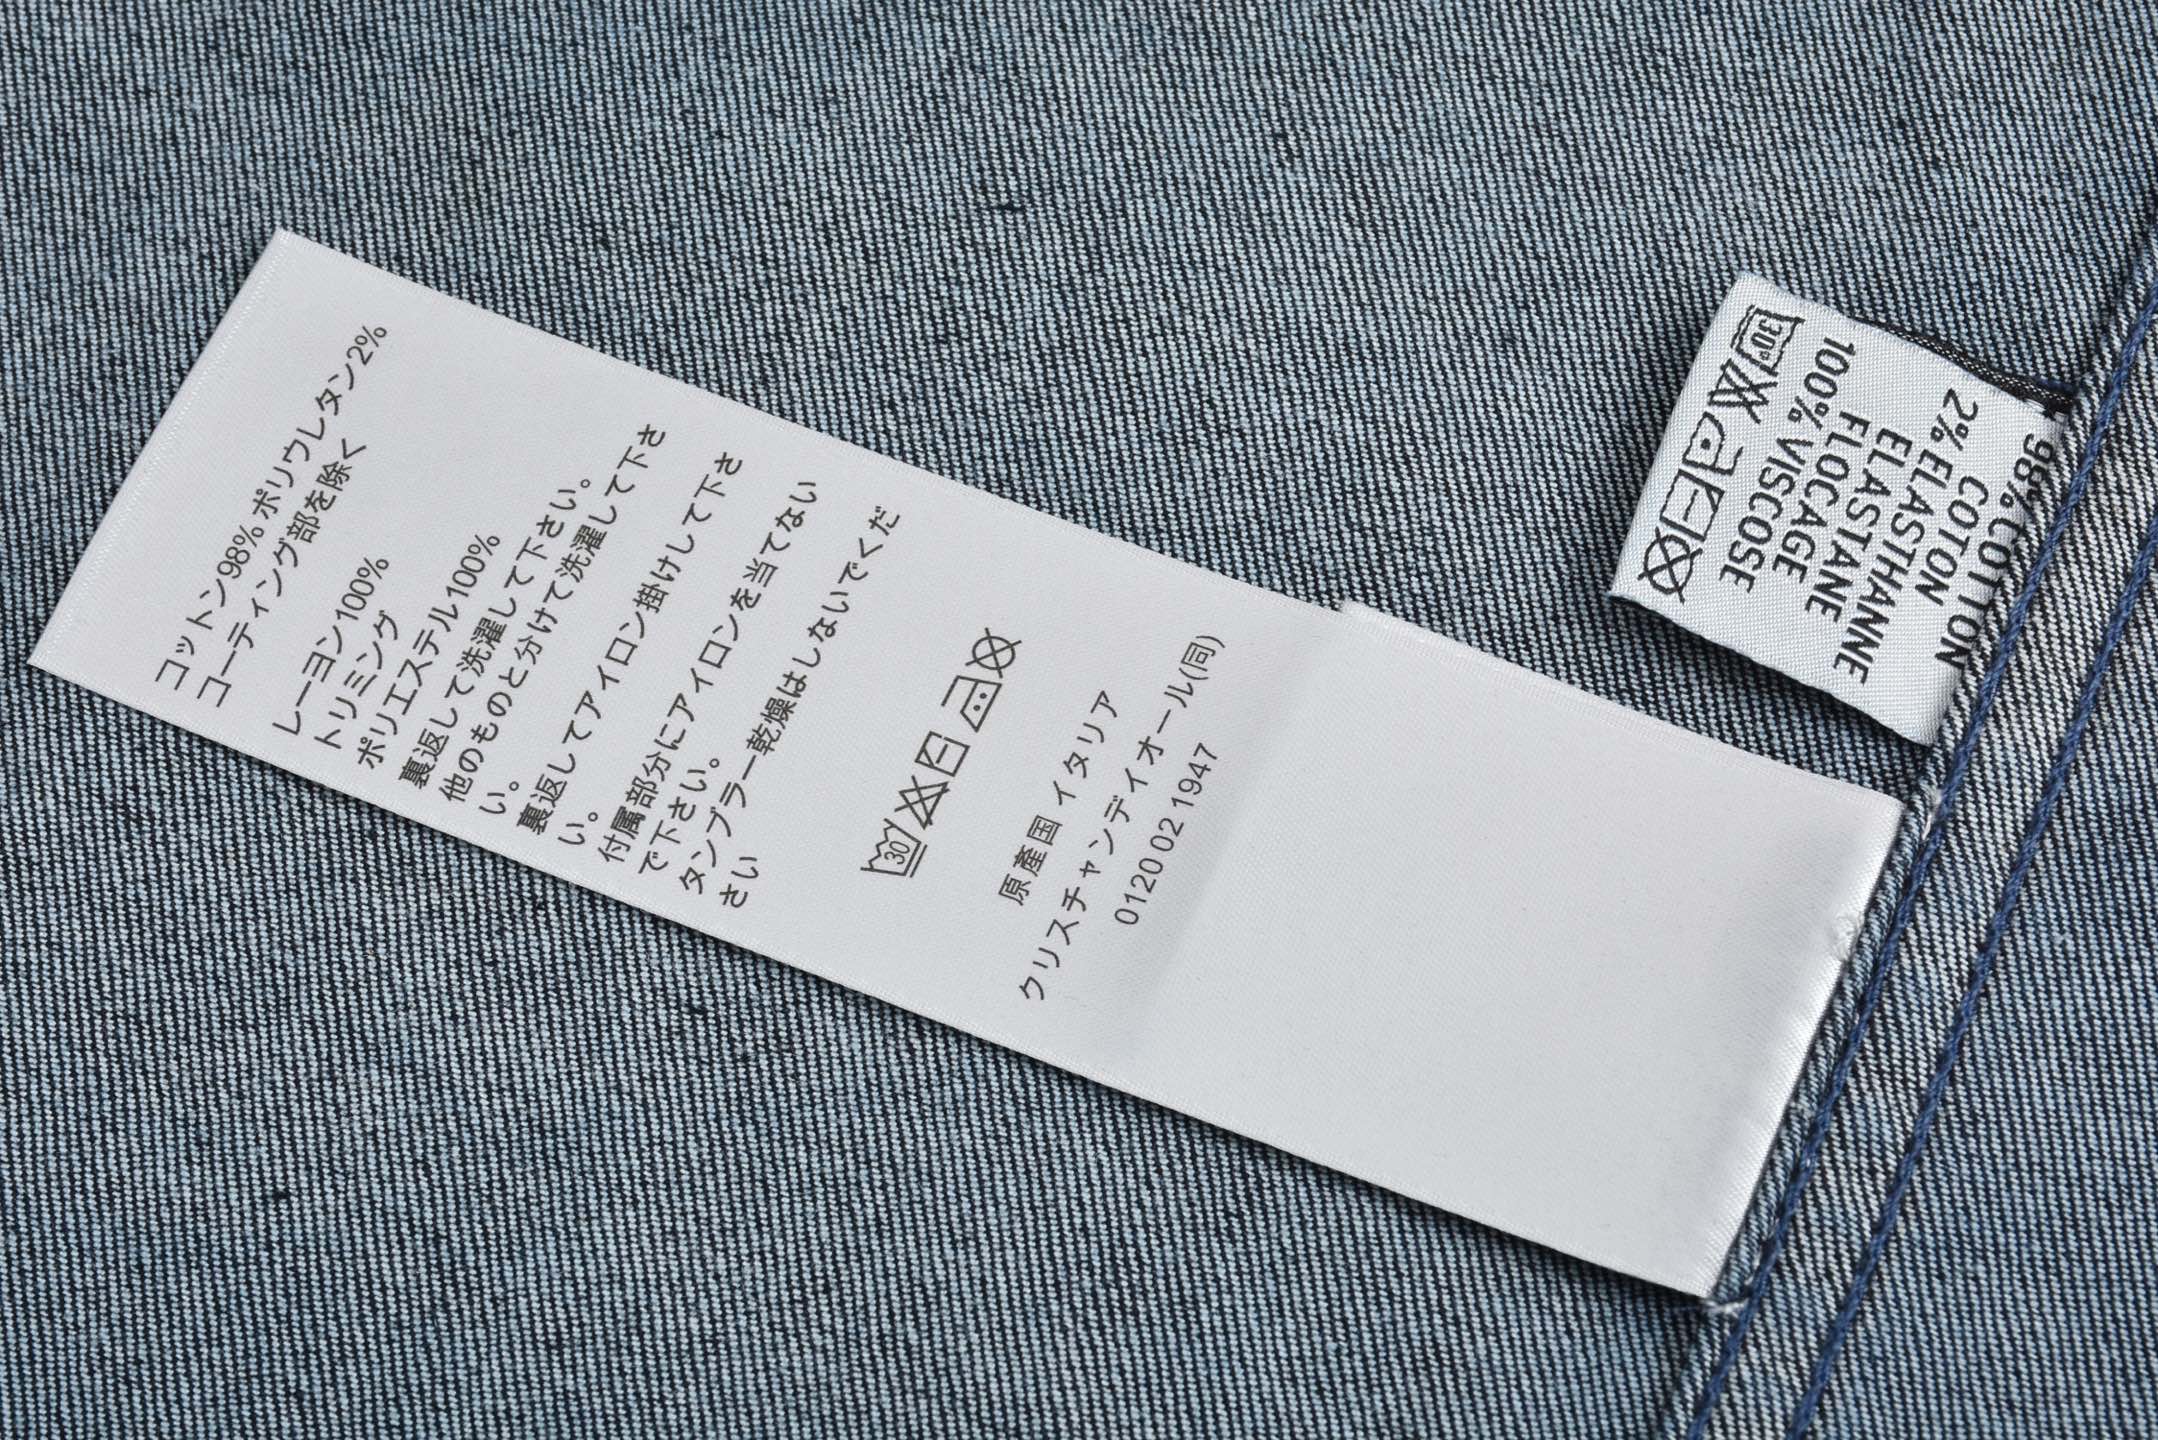 コットン98% ポリウレタン2%
コーティング部を除く
レーヨン100%
トリミング
ポリエステル100%
裏返して洗濯して下さい。
他のものと分けて洗濯して下さ
い。
裏返してアイロン掛けして下さ
い。
付属部分にアイロンを当てない
で下さい。
タンブラー乾燥はしないでくだ
さい
30
原産国 イタリア
クリスチャンディオール(同)
0120 02 1947
98% COTTON
COTON
2% ELASTHANNE
ELASTANE
FLOCAGE
100% VISCOSE
30°